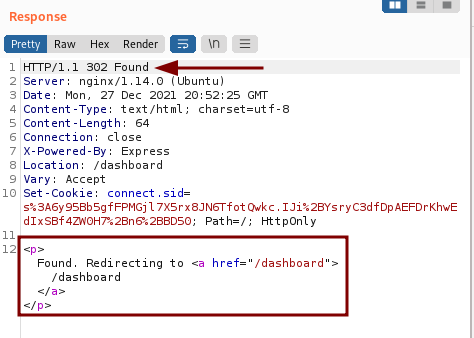 Response
Pretty Raw Hex Render \n
1 HTTP/1.1 302 Found
2 Server: nginx/1.14.0 (Ubuntu)
3 Date: Mon, 27 Dec 2021 20:52:25 GMT
4 Content-Type: text/html; charset=utf-8
5 Content-Length: 64
6 Connection: close
7 X-Powered-By: Express
8 Location: /dashboard
9 Vary: Accept
10 Set-Cookie: connect.sid=
s%3A6y95Bb5gfFPMGjl7X5rx8JN6TfotQwkc.IJi%2BYsryC3dfDpAEFDrKhwE
dIxSBf4ZW0H7%2Bn6%2BBD50; Path=/; HttpOnly
11
12 <p>
Found. Redirecting to <a href="/dashboard">
/dashboard
</a>
</p>